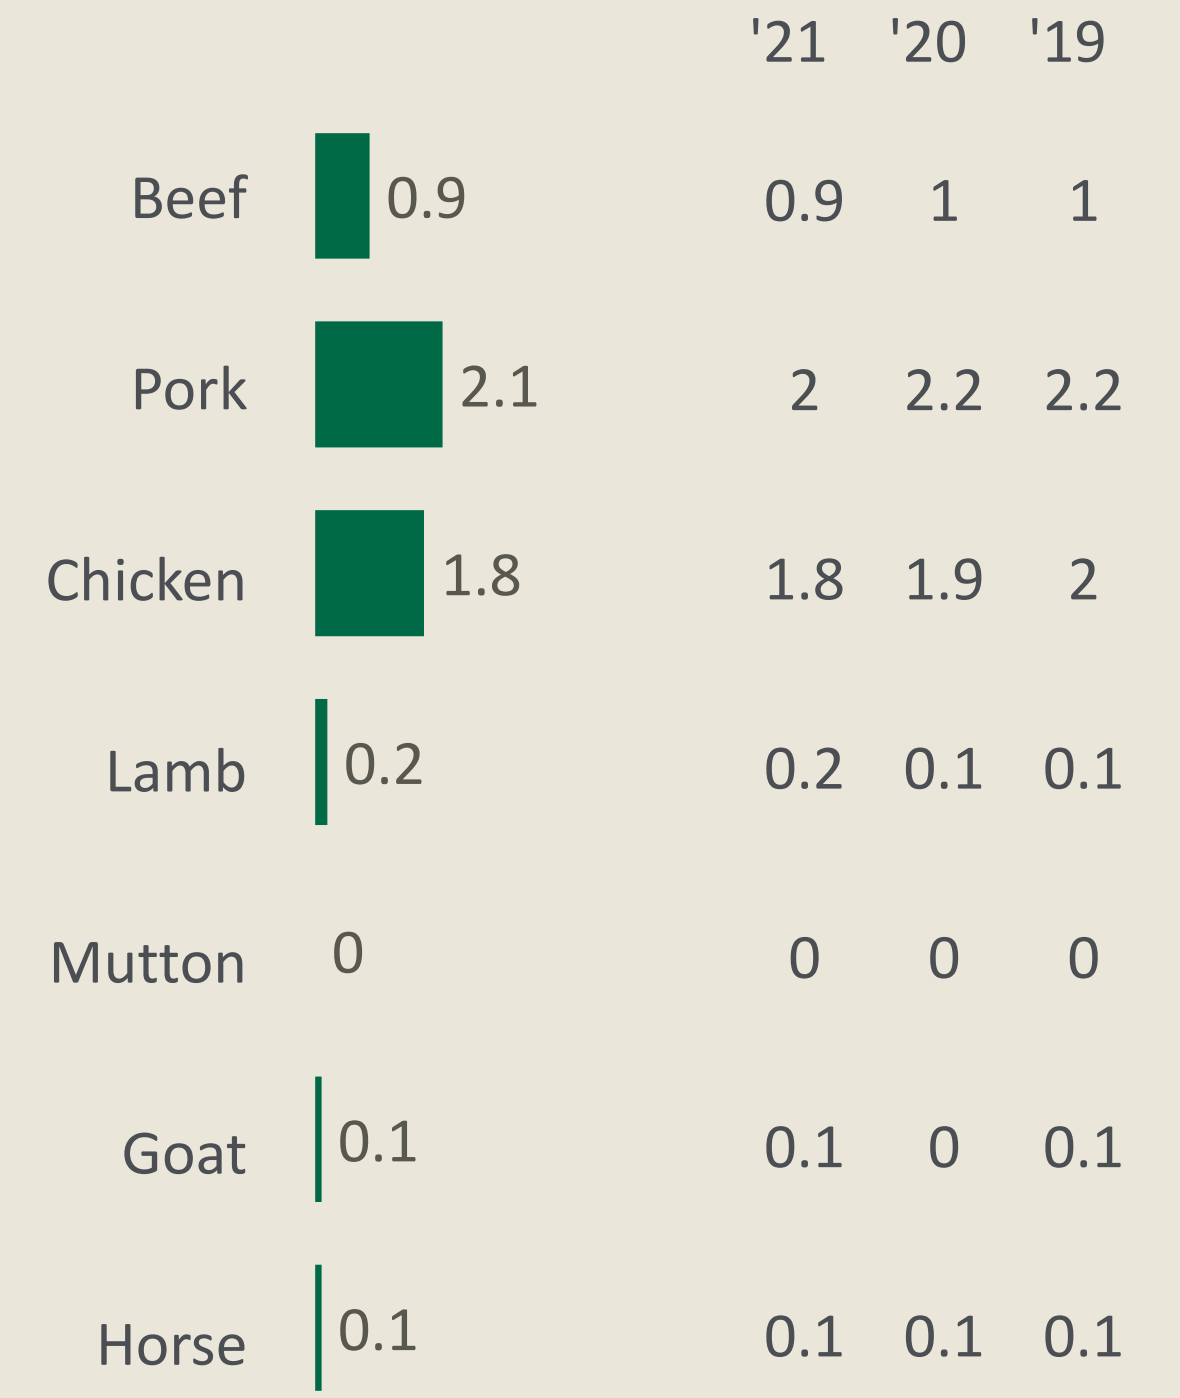 '21 '20 '19
Beef 0.9 0.9 1 1
Pork 2.1 2 2.2 2.2
Chicken 1.8 1.8 1.9 2
Lamb 0.2 0.2 0.1 0.1
Mutton 0 0 0 0
Goat 0.1 0.1 0 0.1
Horse 0.1 0.1 0.1 0.1